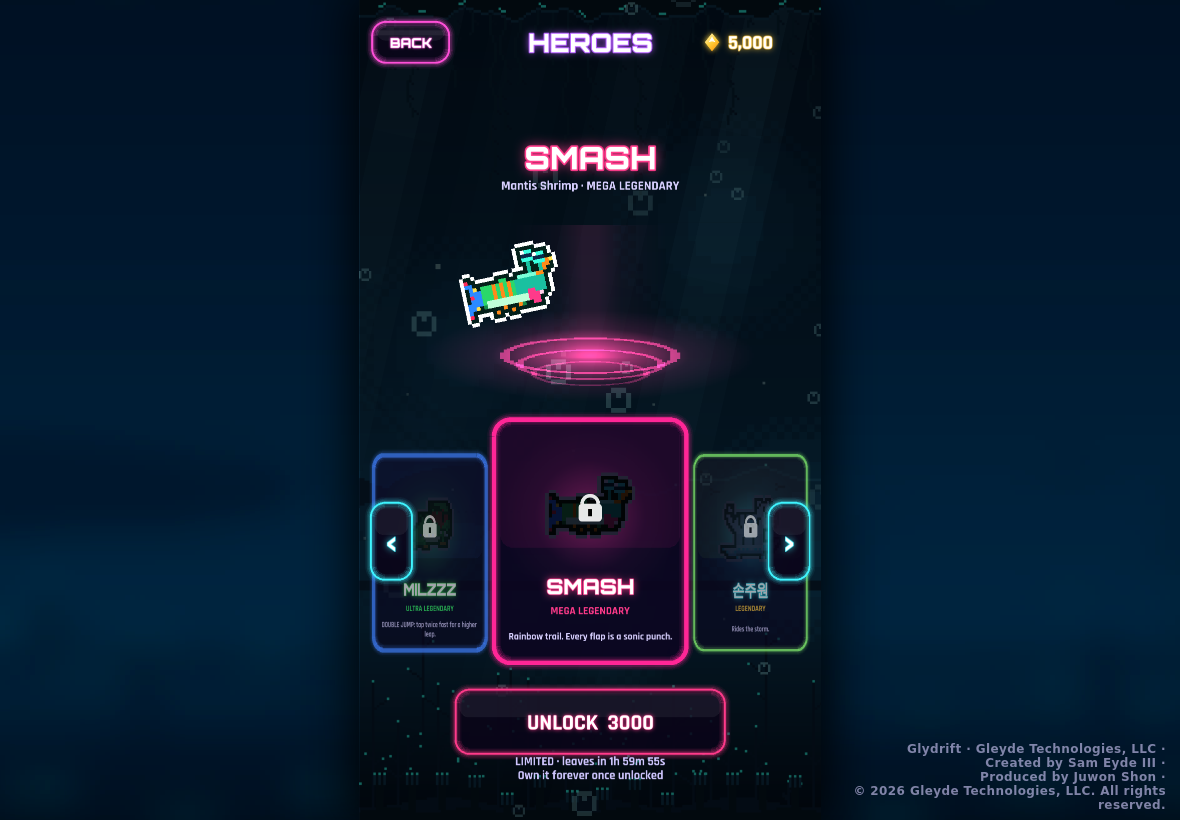 BACK
HEROES
5,000
SMASH
Mantis Shrimp · MEGA LEGENDARY
<
MILZZZ
ULTRA LEGENDARY
DOUBLE JUMP: tap twice fast for a higher
leap.
SMASH
MEGA LEGENDARY
Rainbow trail. Every flap is a sonic punch.
>
손주원
LEGENDARY
Rides the storm.
UNLOCK 3000
LIMITED · leaves in 1h 59m 55s
Own it forever once unlocked
Glydrift · Gleyde Technologies, LLC ·
Created by Sam Eyde III ·
Produced by Juwon Shon ·
© 2026 Gleyde Technologies, LLC. All rights
reserved.